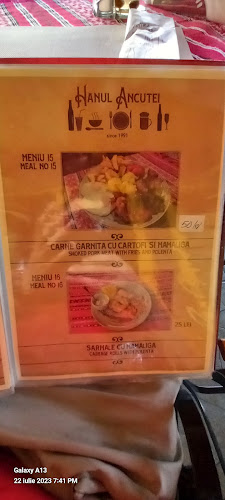 HANUL ANCUTEI
MENIU 15
MEAL NO 15
CARNE GARNITA CU CARTOFI SI MAMALIGA
SMOKED PORK MEAT WITH FRIES AND POLENTA
MENIU 15
MEAL NO 15
SARMALE CU MAMALIGA
CABBAGE ROLLS WITH POLENTA
Galaxy A13
22 iulie 2023 7:41 PM